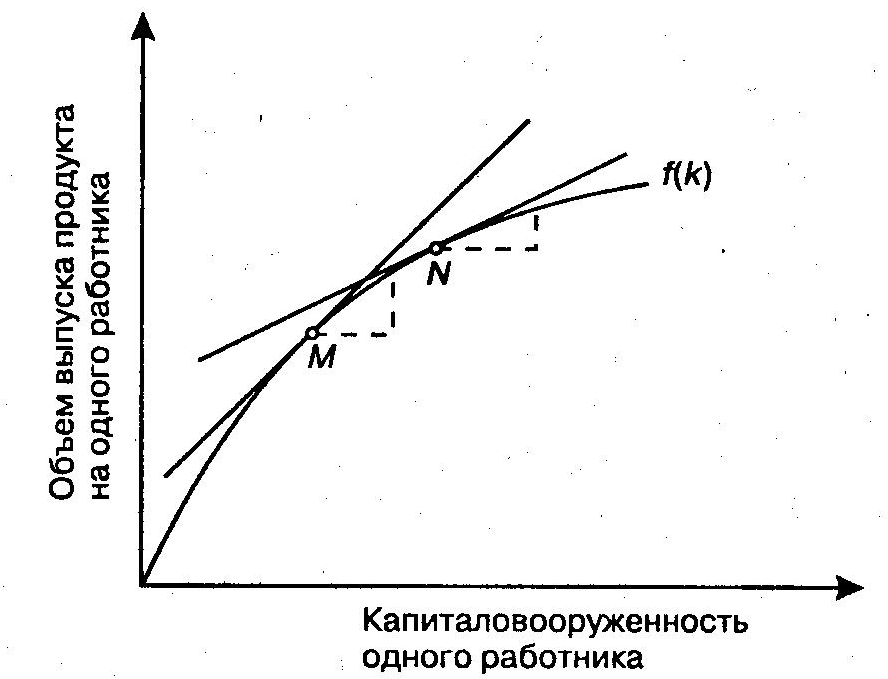 Объем выпуска продукта
на одного работника
f(k)
N
M
Капиталовооруженность
одного работника